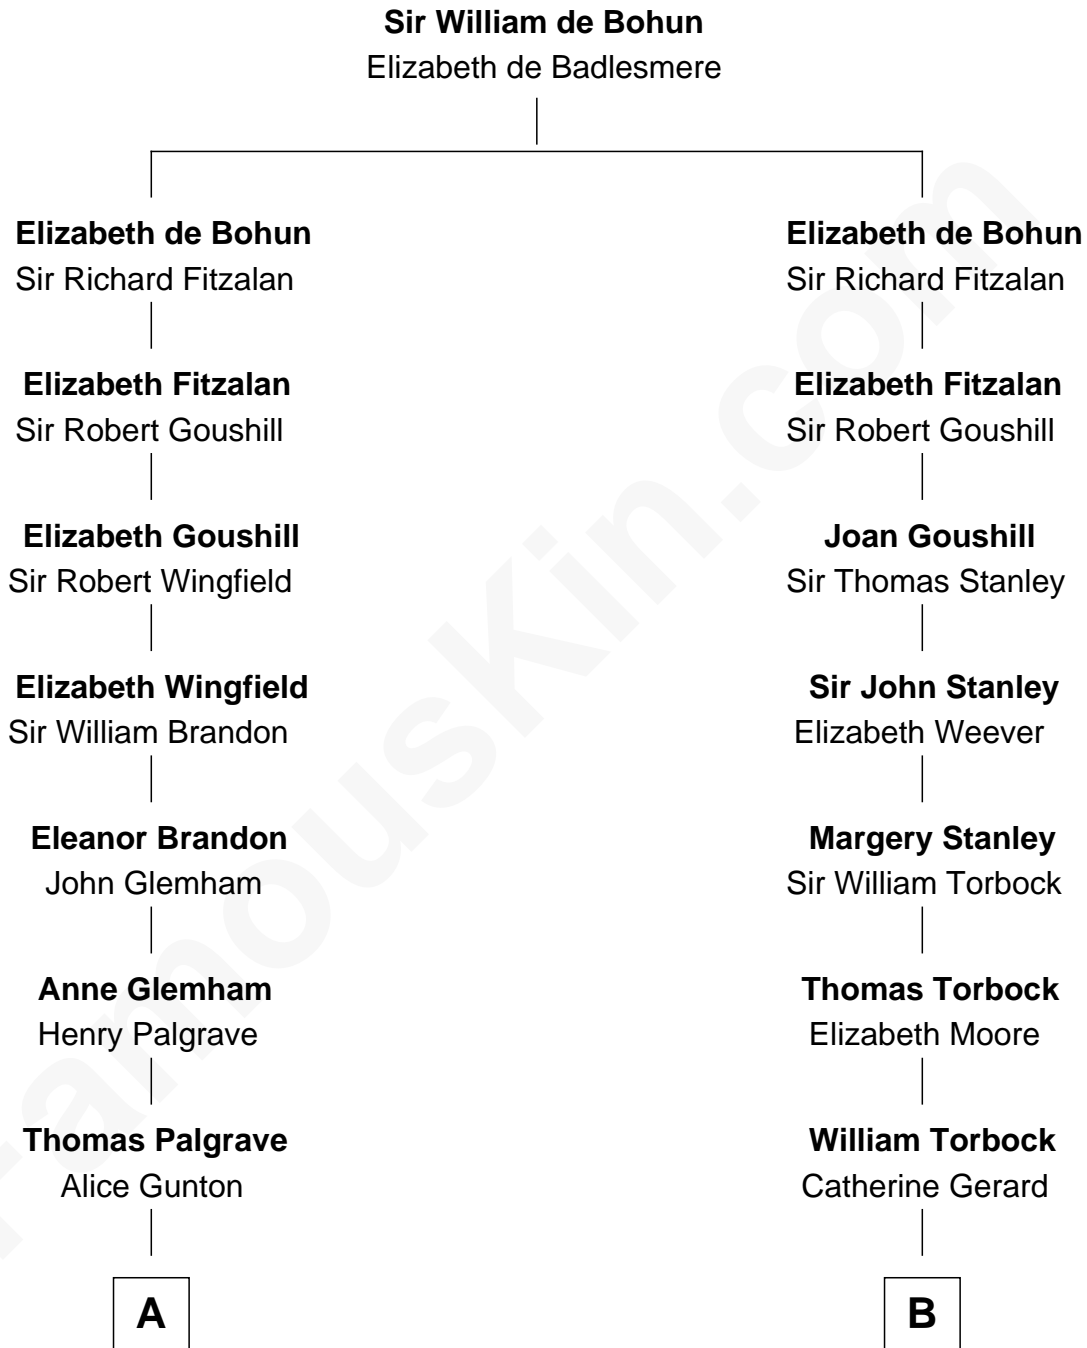 Sir William de Bohun
Elizabeth de Badlesmere
Elizabeth de Bohun
Sir Richard Fitzalan
Elizabeth de Bohun
Sir Richard Fitzalan
Elizabeth Fitzalan
Sir Robert Goushill
Elizabeth Fitzalan
Sir Robert Goushill
Elizabeth Goushill
Sir Robert Wingfield
Joan Goushill
Sir Thomas Stanley
Elizabeth Wingfield
Sir William Brandon
Sir John Stanley
Elizabeth Weever
Eleanor Brandon
John Glemham
Margery Stanley
Sir William Torbock
Anne Glemham
Henry Palgrave
Thomas Torbock
Elizabeth Moore
Thomas Palgrave
Alice Gunton
William Torbock
Catherine Gerard
A
B
FamousKin.com